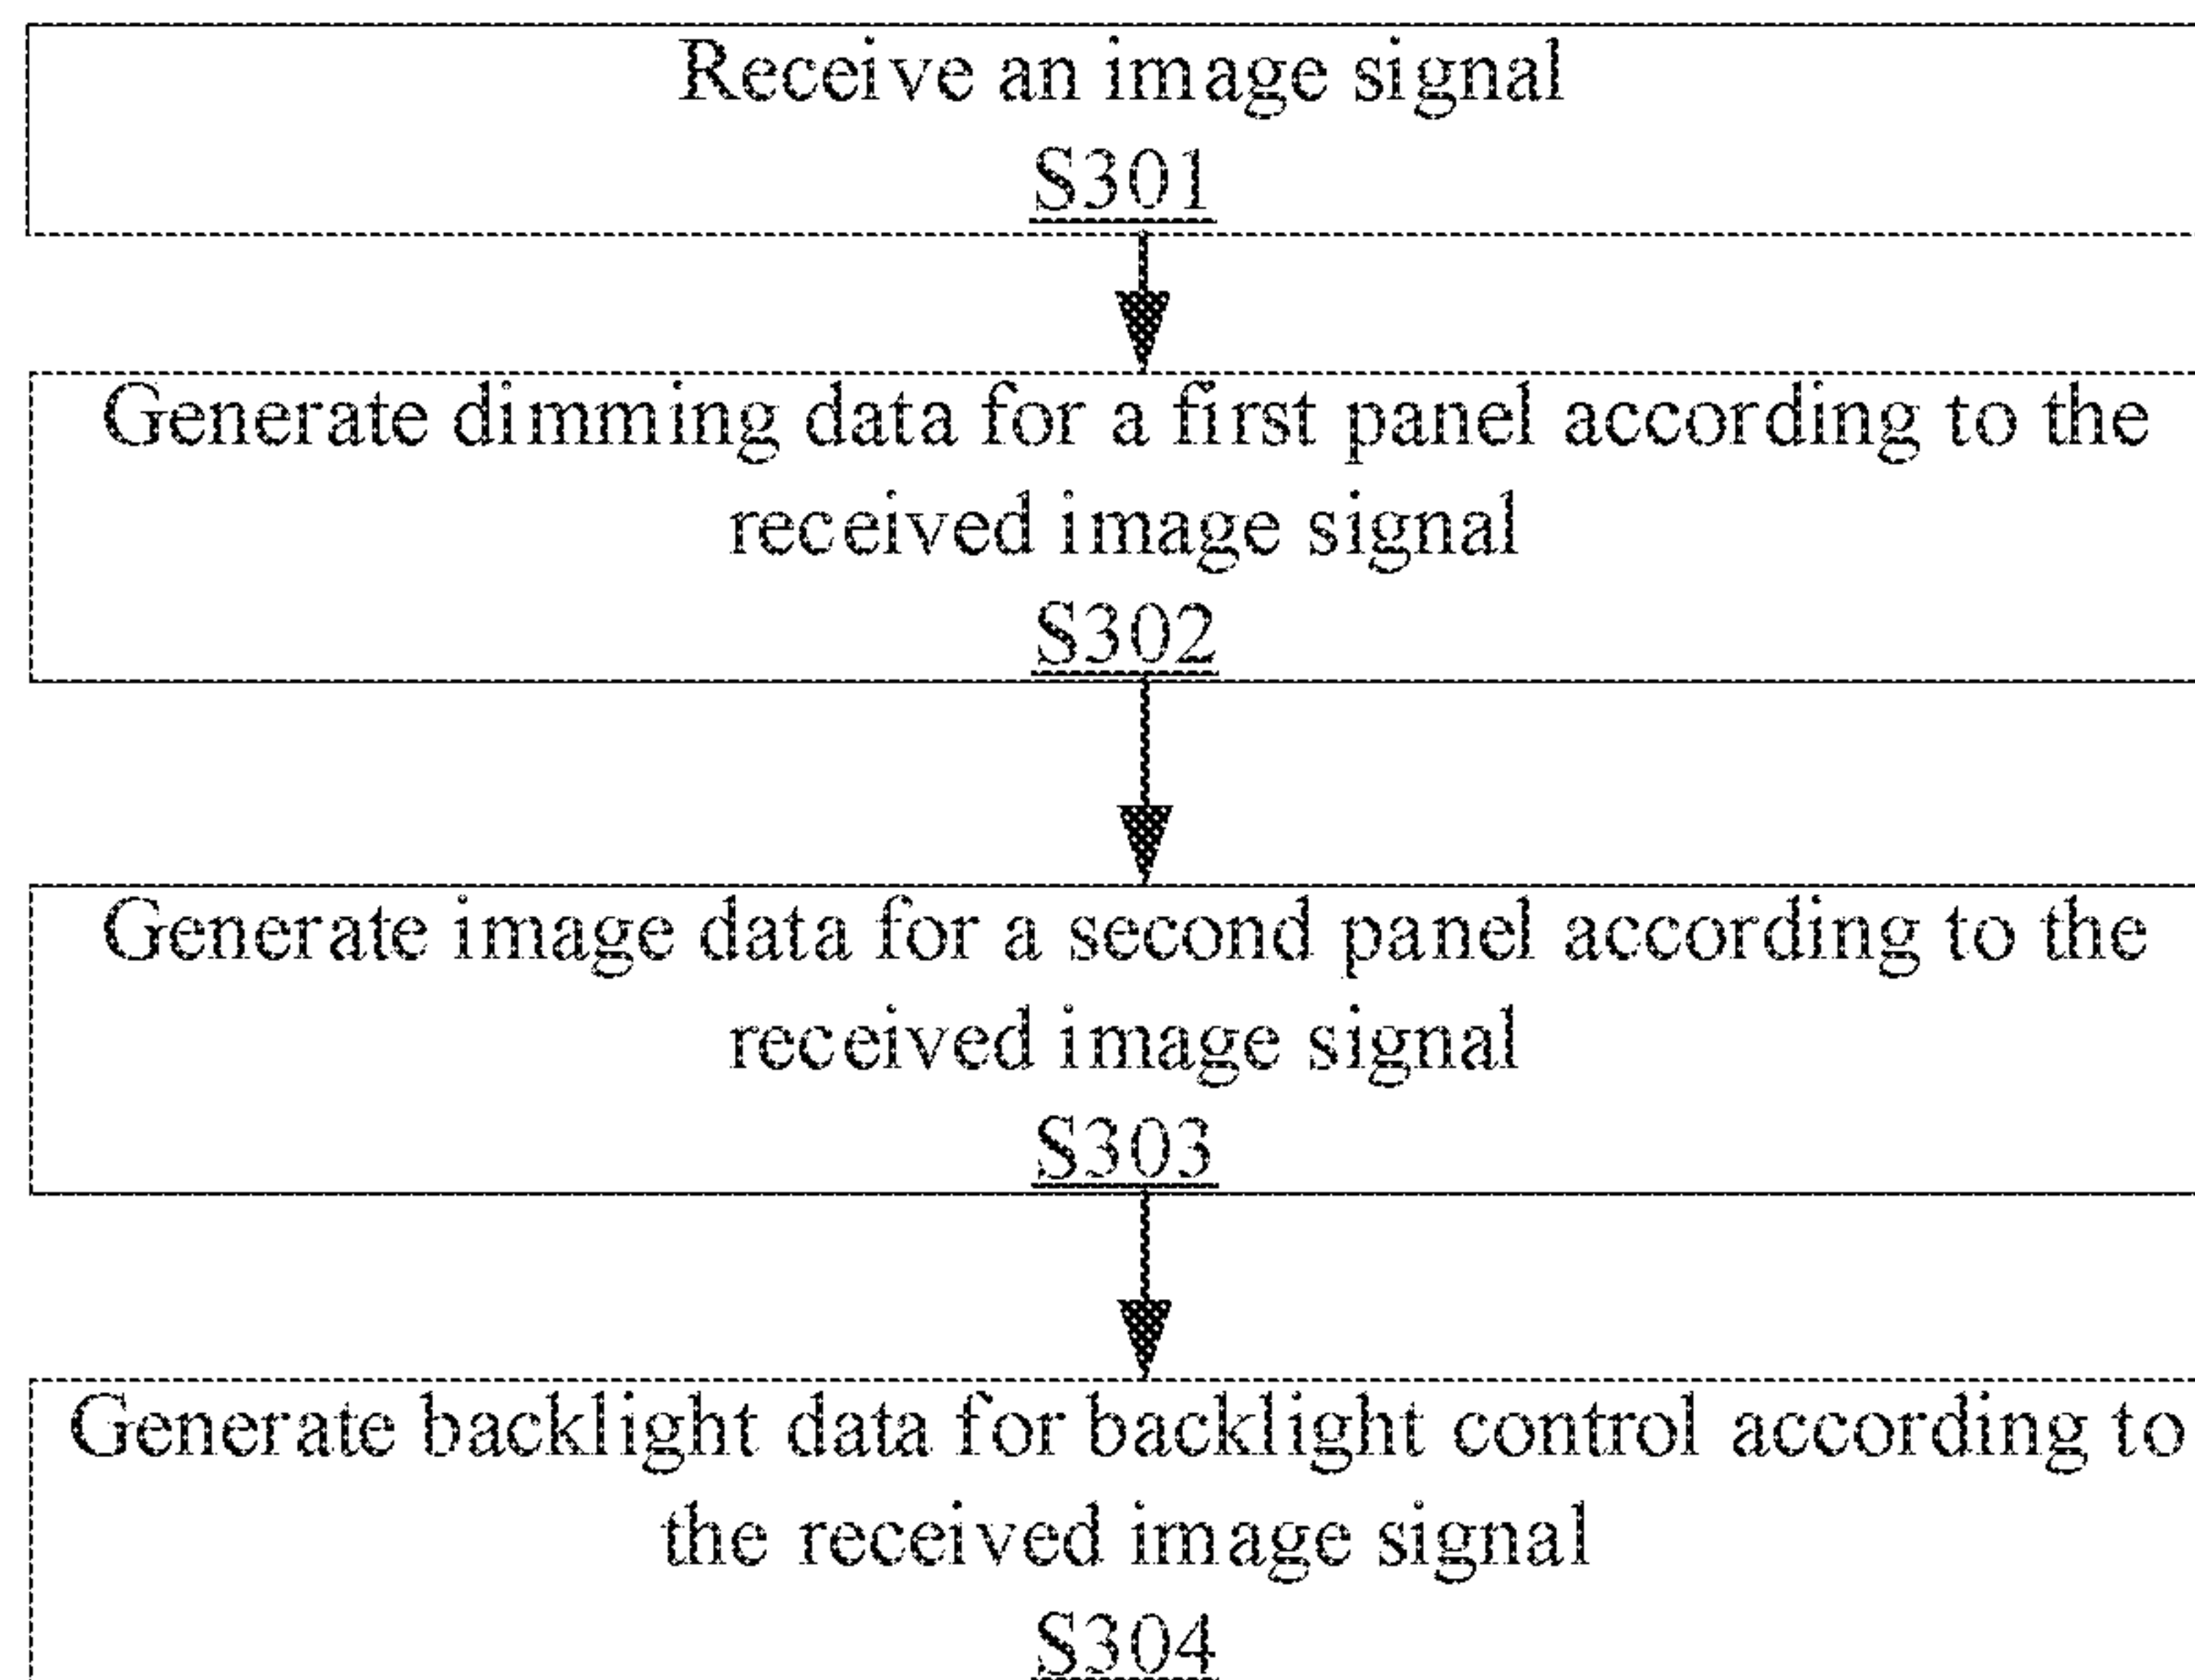 Receive an image signal
S301
Generate dimming data for a first panel according to the
received image signal
S302
Generate image data for a second panel according to the
received image signal
S303
Generate backlight data for backlight control according to
the received image signal
S304